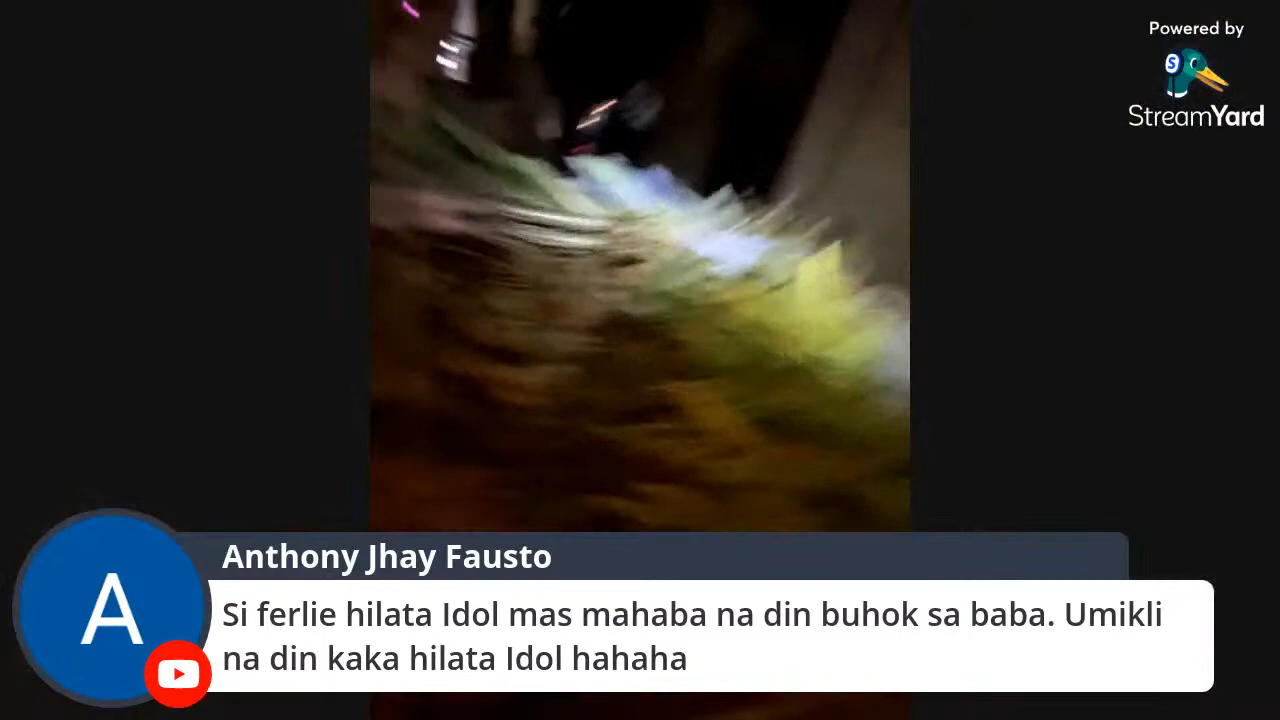 Powered by
S
StreamYard
Anthony Jhay Fausto
A
Si ferlie hilata Idol mas mahaba na din buhok sa baba. Umikli
na din kaka hilata Idol hahaha